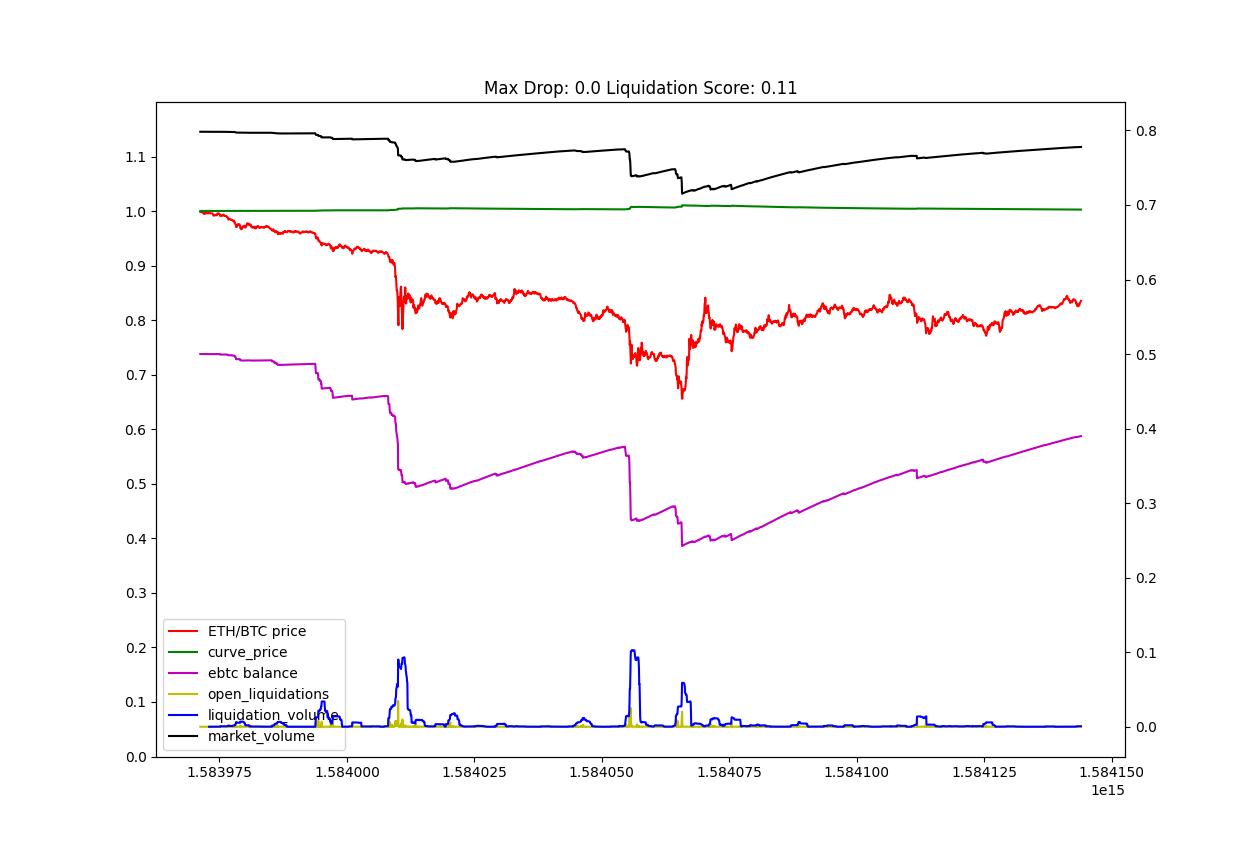 Max Drop: 0.0 Liquidation Score: 0.11
1.1
1.0
0.9
0.8
0.7
0.6
0.5
0.4
0.3
0.2
0.1
0.0
0.8
0.7
0.6
0.5
0.4
0.3
0.2
0.1
0.0
ETH/BTC price
curve_price
ebtc balance
open_liquidations
liquidation_volume
market_volume
1.583975 1.584000 1.584025 1.584050 1.584075 1.584100 1.584125 1.584150
1e15